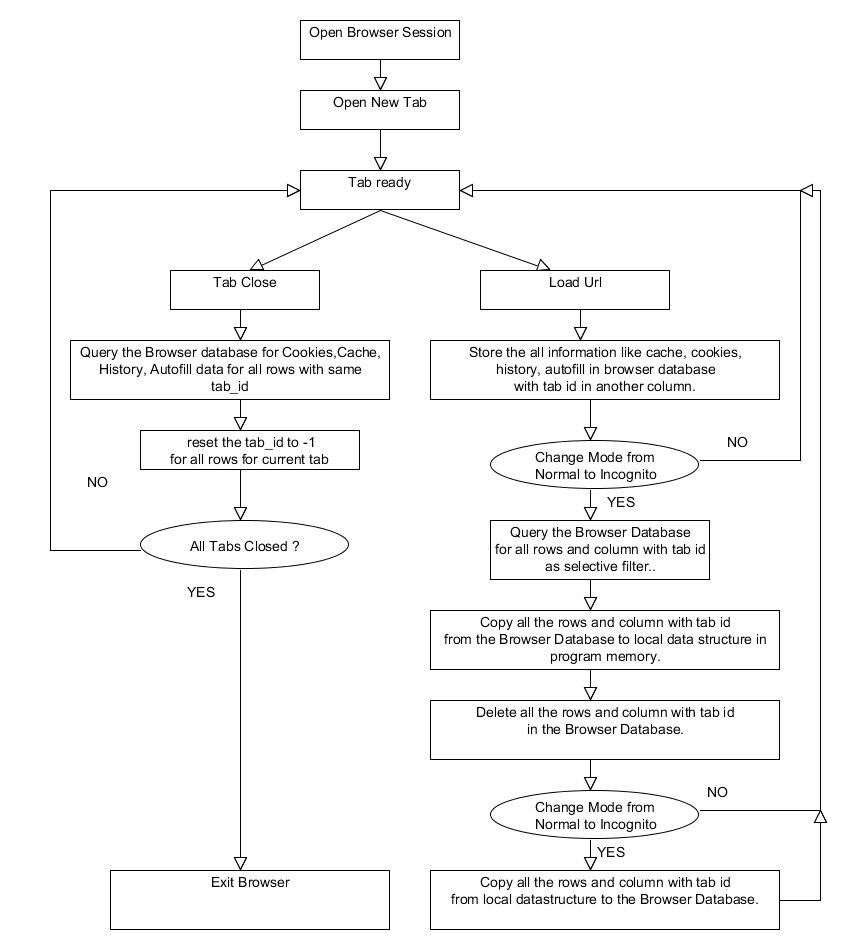 Open Browser Session
Open New Tab
Tab ready
Tab Close
Load Url
Query the Browser database for Cookies,Cache,
History, Autofill data for all rows with same
tab_id
Store the all information like cache, cookies,
history, autofill in browser database
with tab id in another column.
reset the tab_id to -1
for all rows for current tab
NO
Change Mode from
Normal to Incognito
NO
YES
All Tabs Closed ?
YES
Query the Browser Database
for all rows and column with tab id
as selective filter..
Copy all the rows and column with tab id
from the Browser Database to local data structure in
program memory.
Delete all the rows and column with tab id
in the Browser Database.
Change Mode from
Normal to Incognito
NO
YES
Exit Browser
Copy all the rows and column with tab id
from local datastructure to the Browser Database.